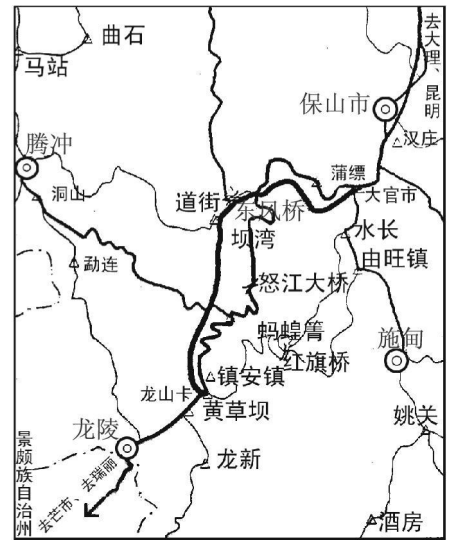 曲石
马站
去大理、昆明
保山市
汉庄
腾冲
洞山
蒲缥
道街
东风桥
大官市
坝湾
水长
由旺镇
勐连
怒江大桥
蚂蝗箐
红旗桥
施甸
镇安镇
龙山卡
黄草坝
姚关
龙陵
龙新
景颇族自治州
去芒市、去瑞丽
酒房